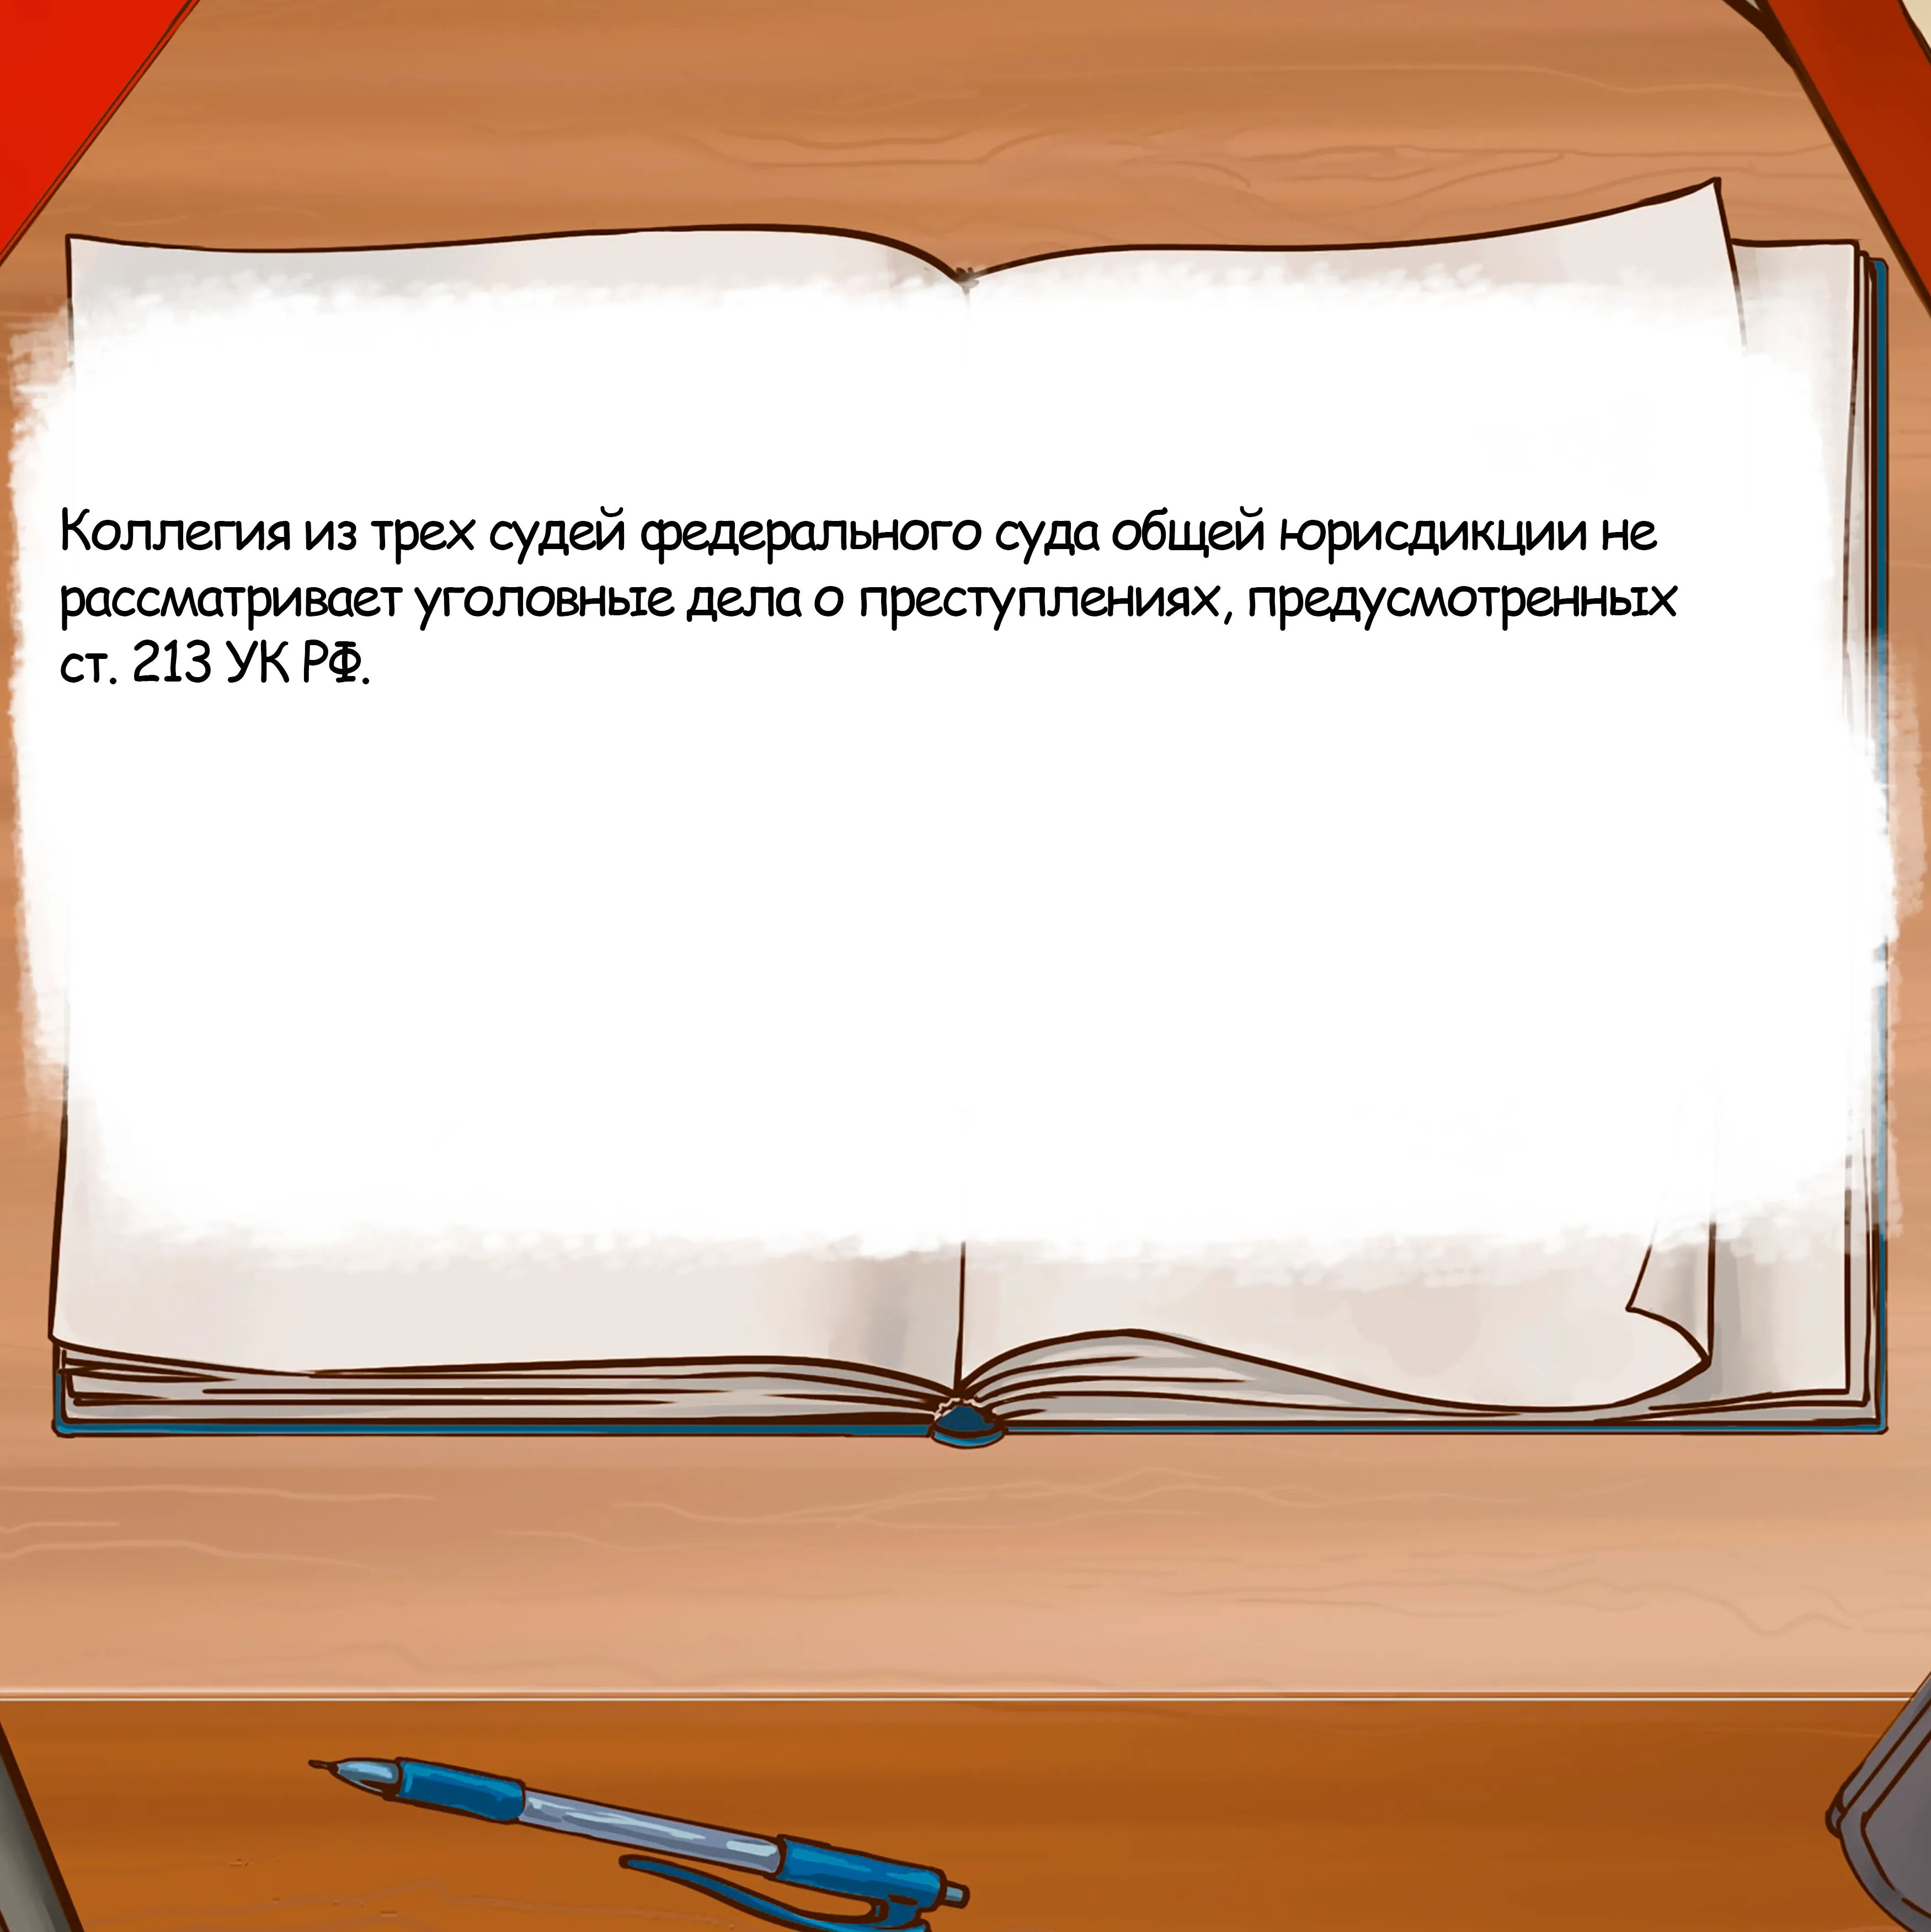 Коллегия из трех судей федерального суда общей юрисдикции не
рассматривает уголовные дела о преступлениях, предусмотренных
ст. 213 УК РФ.